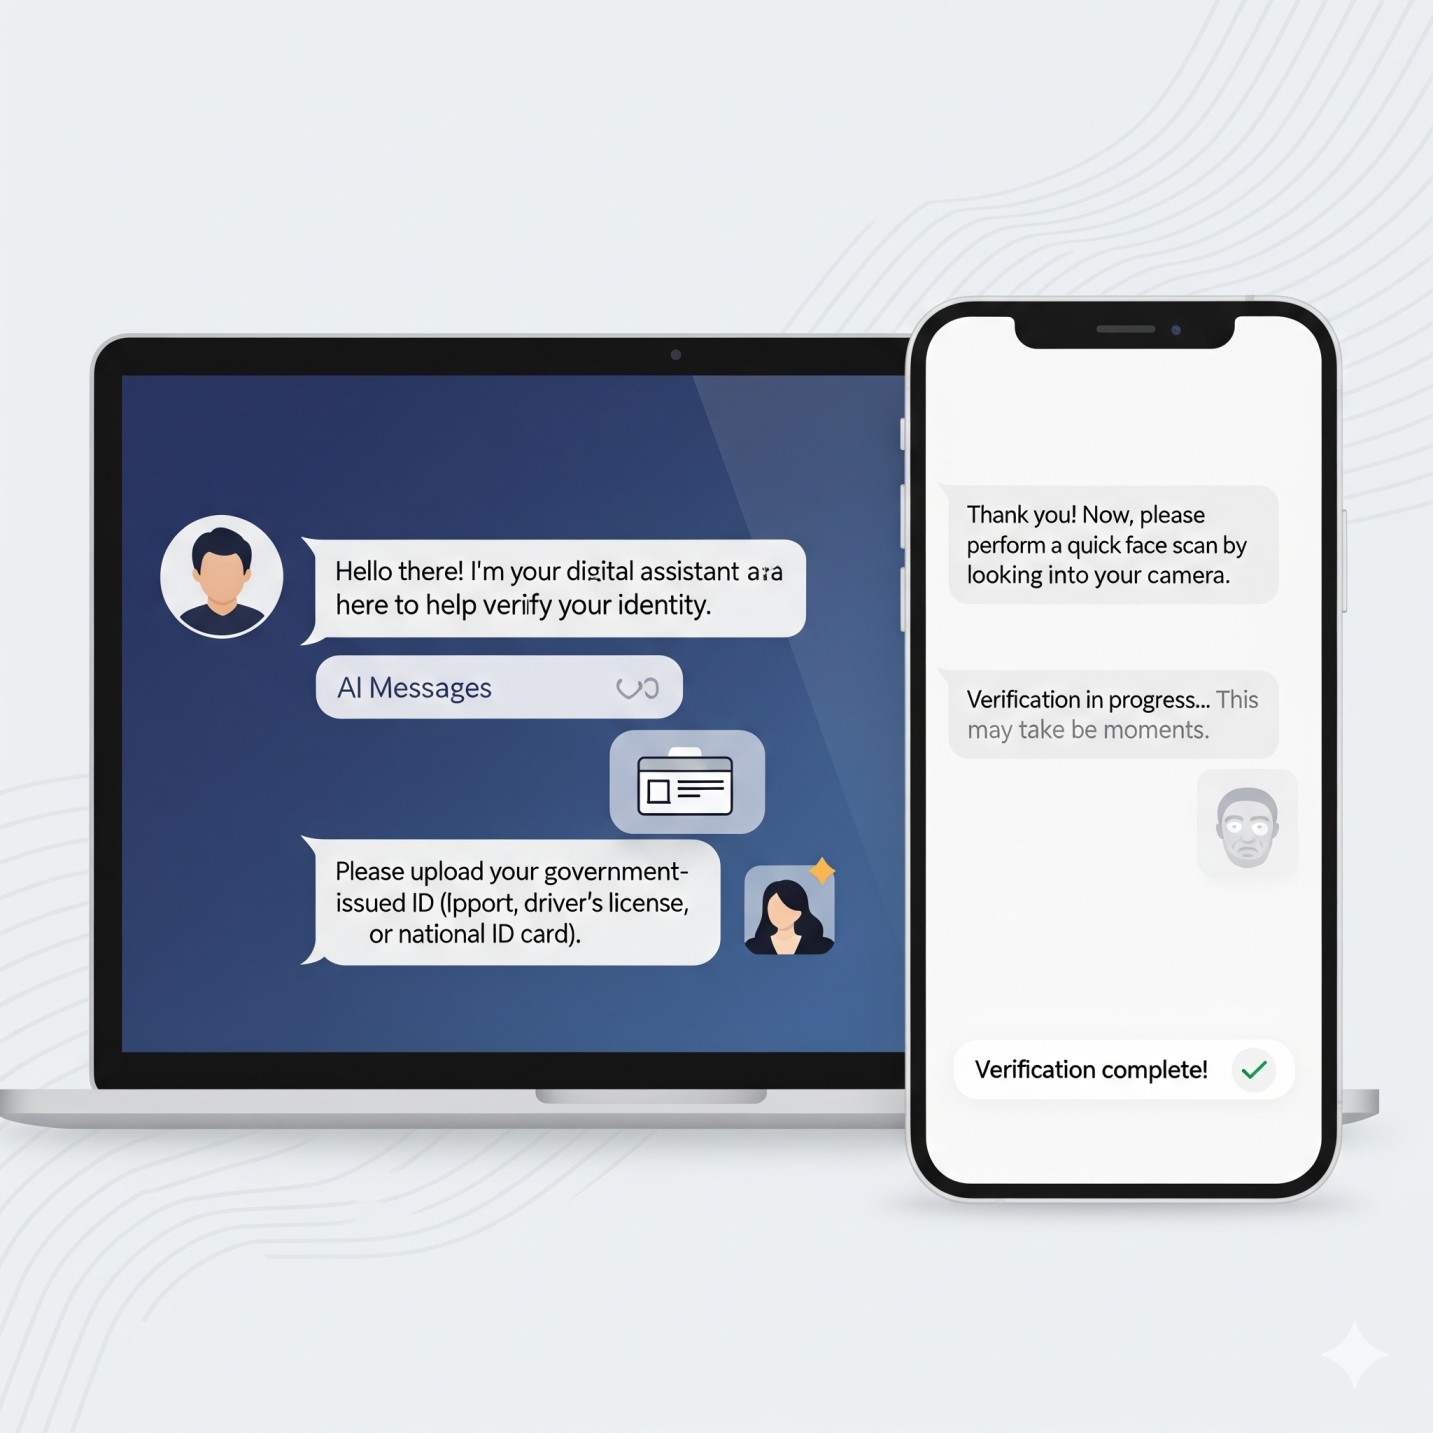 Hello there! I'm your digital assistant
here to help verify your identity.
AI Messages
Please upload your government-
issued ID (lpport, driver's license,
or national ID card).
Thank you! Now, please
perform a quick face scan by
looking into your camera.
Verification in progress... This
may take be moments.
Verification complete!